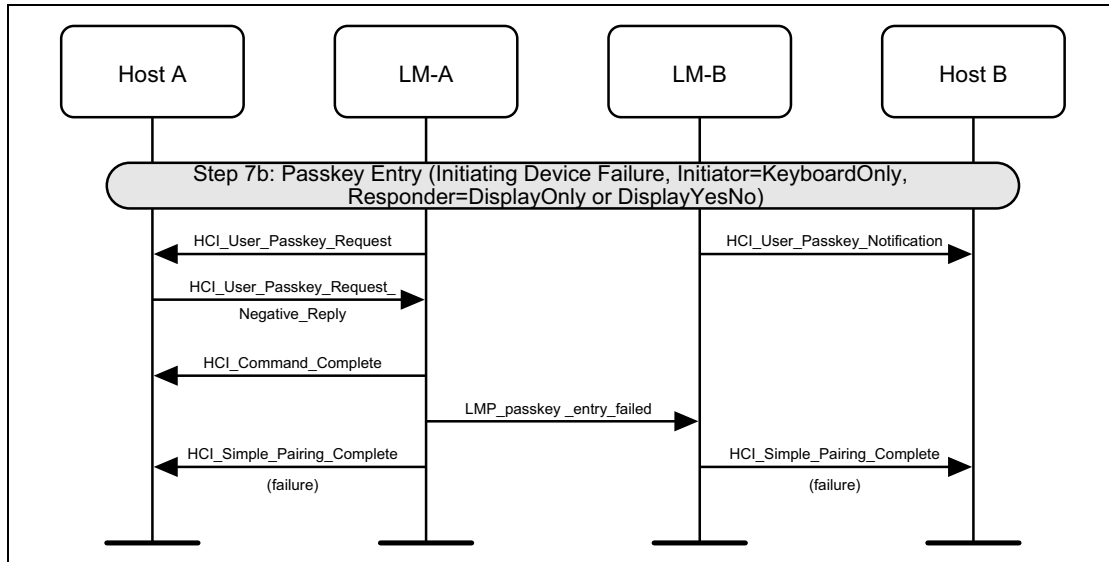 Host A
LM-A
LM-B
Host B
Step 7b: Passkey Entry (Initiating Device Failure, Initiator=KeyboardOnly,
Responder=DisplayOnly or DisplayYesNo)
HCI_User_Passkey_Request
HCI_User_Passkey_Notification
HCI_User_Passkey_Request_
Negative_Reply
HCI_Command_Complete
LMP_passkey _entry_failed
HCI_Simple_Pairing_Complete
(failure)
HCI_Simple_Pairing_Complete
(failure)